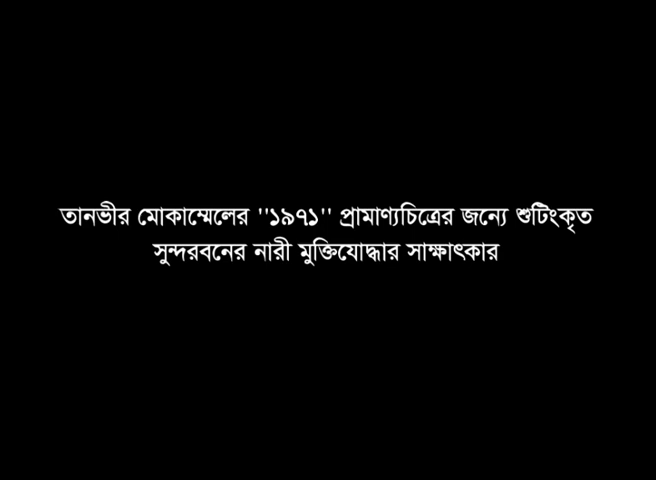 তানভীর মোকাম্মেলের ''১৯৭১'' প্রামাণ্যচিত্রের জন্যে শুটিংকৃত
সুন্দরবনের নারী মুক্তিযোদ্ধার সাক্ষাৎকার